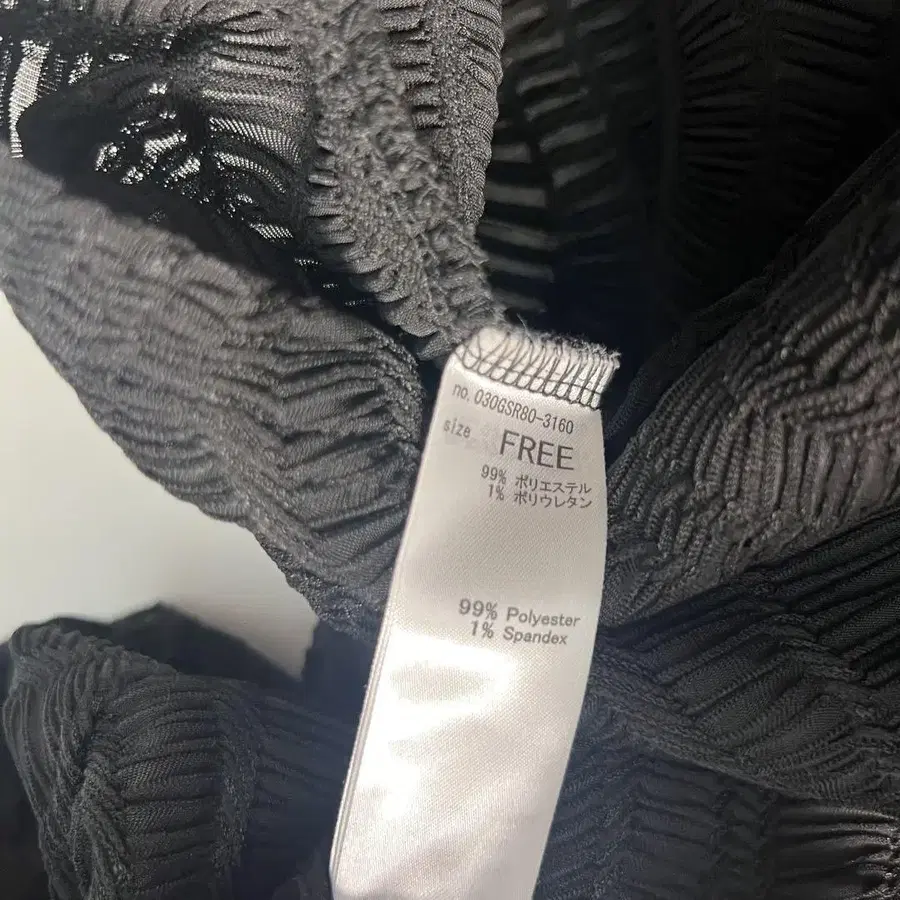 no. 030GSR80-3160
size FREE
99% ポリエステル
1% ポリウレタン
99% Polyester
1% Spandex